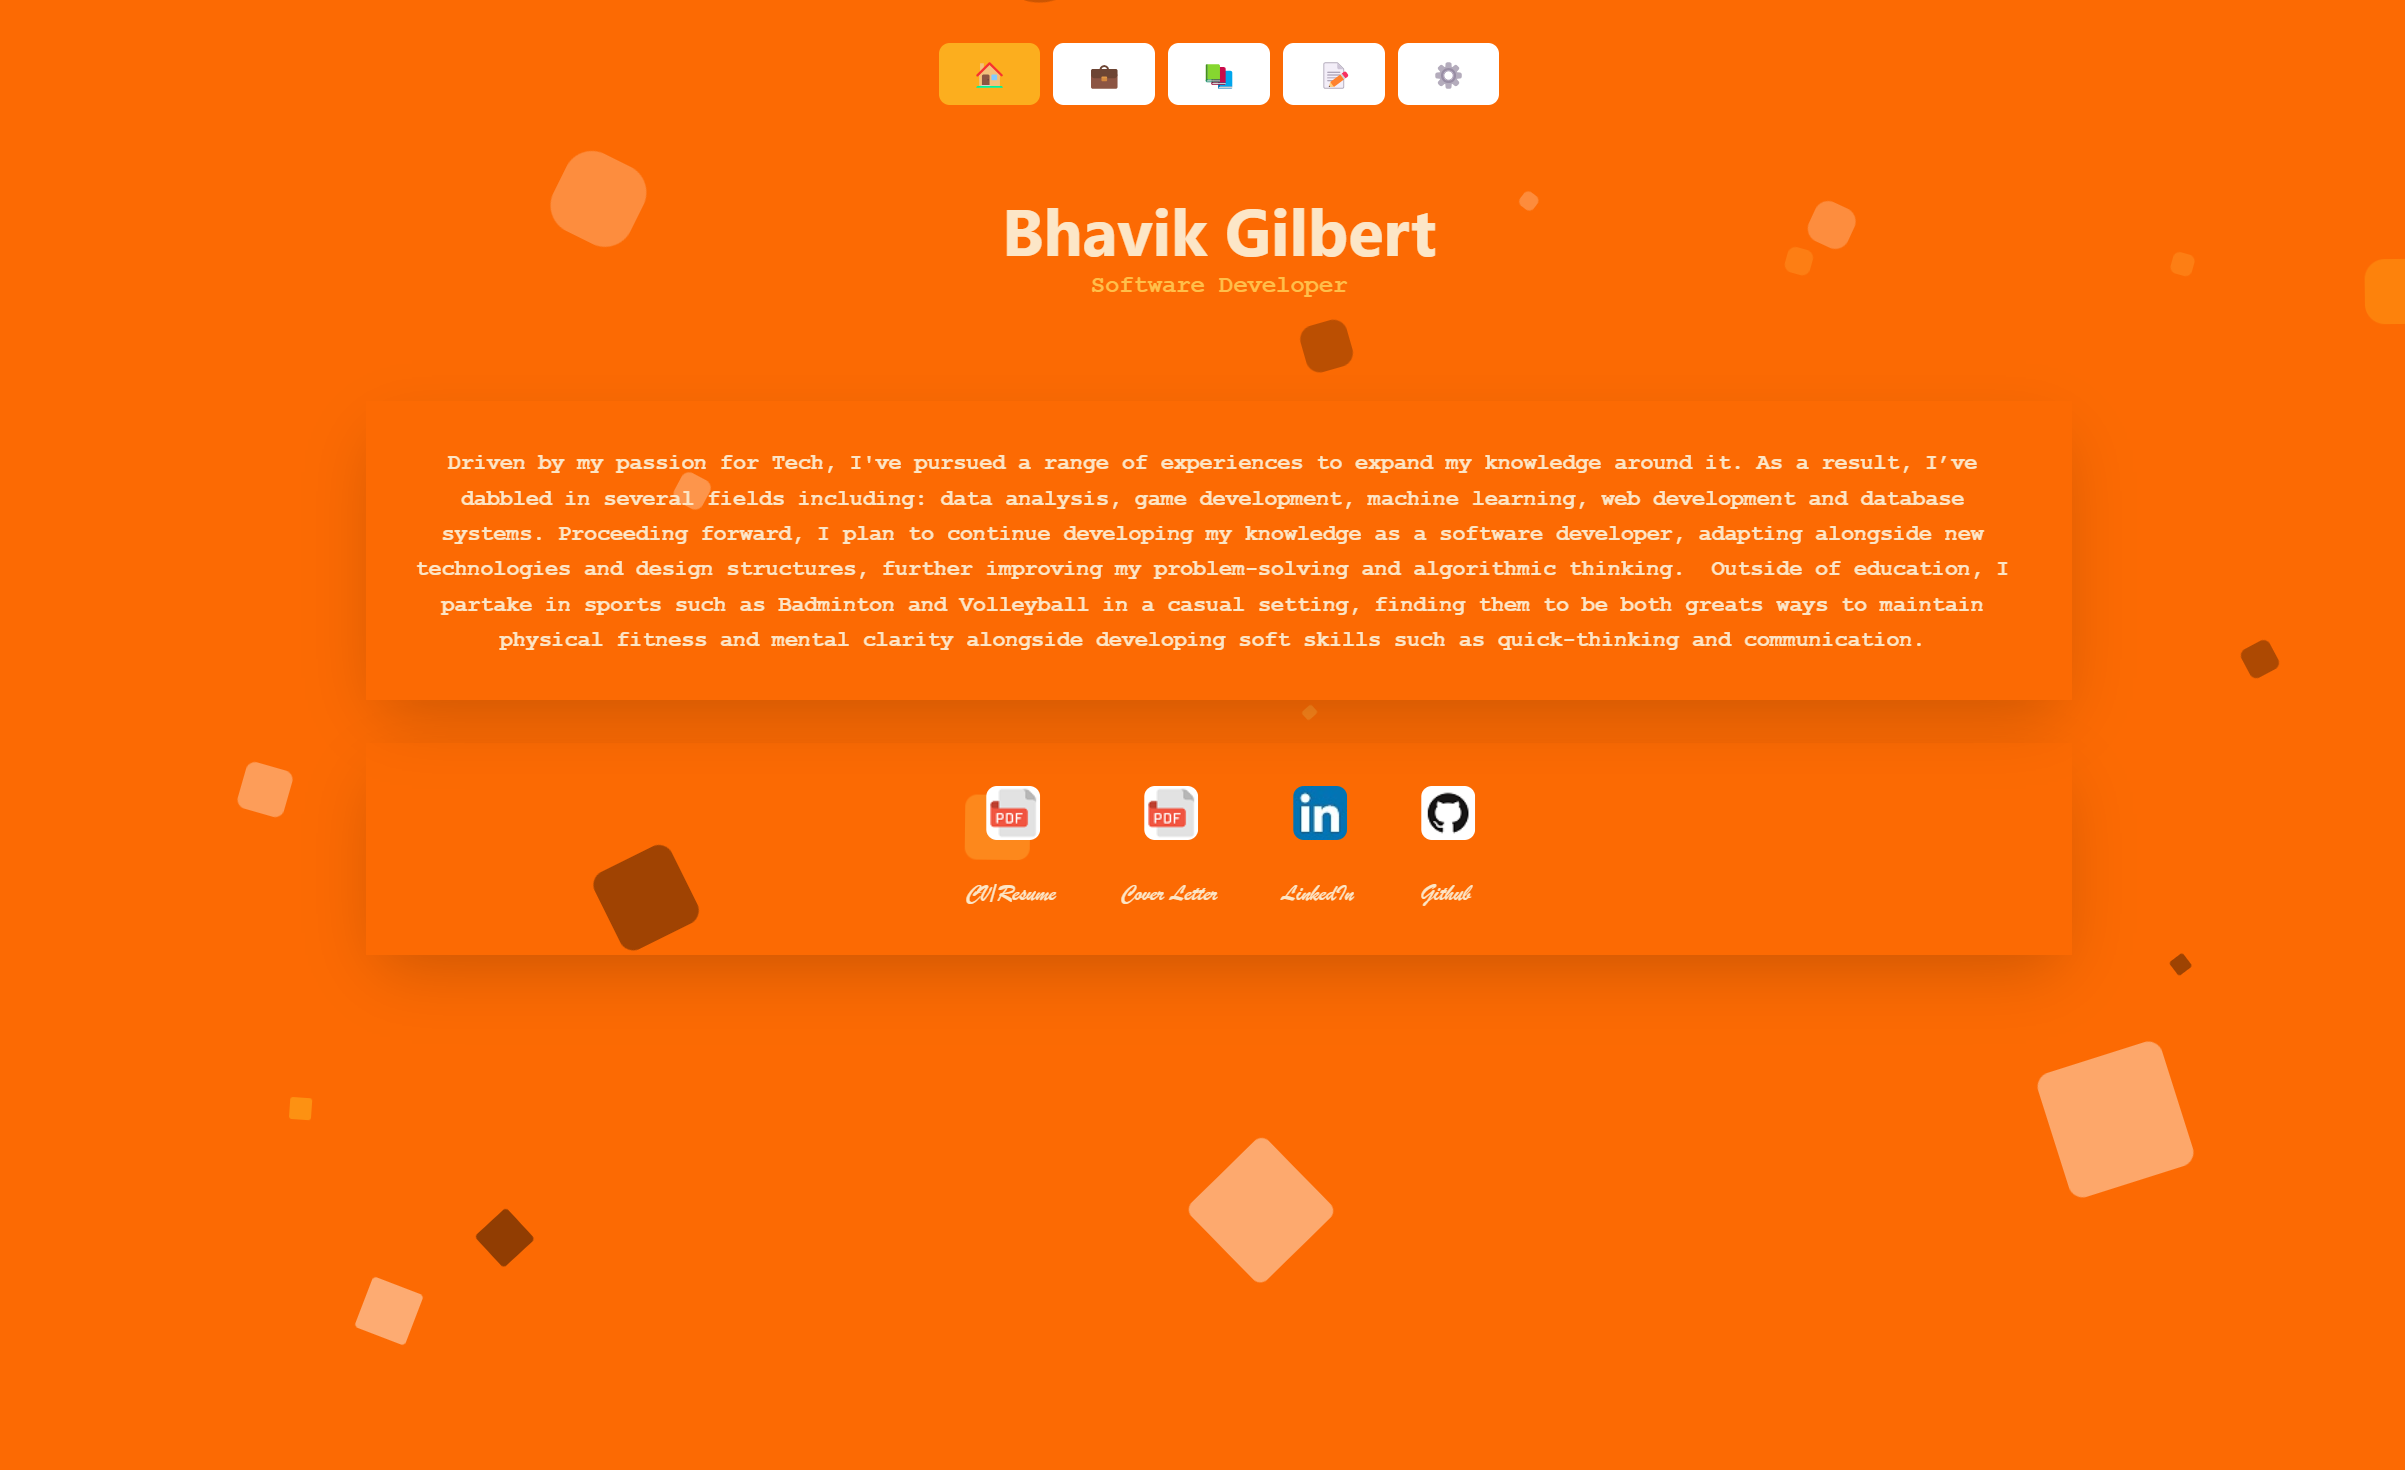 Bhavik Gilbert
Software Developer
Driven by my passion for Tech, I've pursued a range of experiences to expand my knowledge around it. As a result, I’ve
dabbled in several fields including: data analysis, game development, machine learning, web development and database
systems. Proceeding forward, I plan to continue developing my knowledge as a software developer, adapting alongside new
technologies and design structures, further improving my problem-solving and algorithmic thinking.  Outside of education, I
partake in sports such as Badminton and Volleyball in a casual setting, finding them to be both greats ways to maintain
physical fitness and mental clarity alongside developing soft skills such as quick-thinking and communication.
PDF PDF in
CV/Resume Cover Letter LinkedIn Github